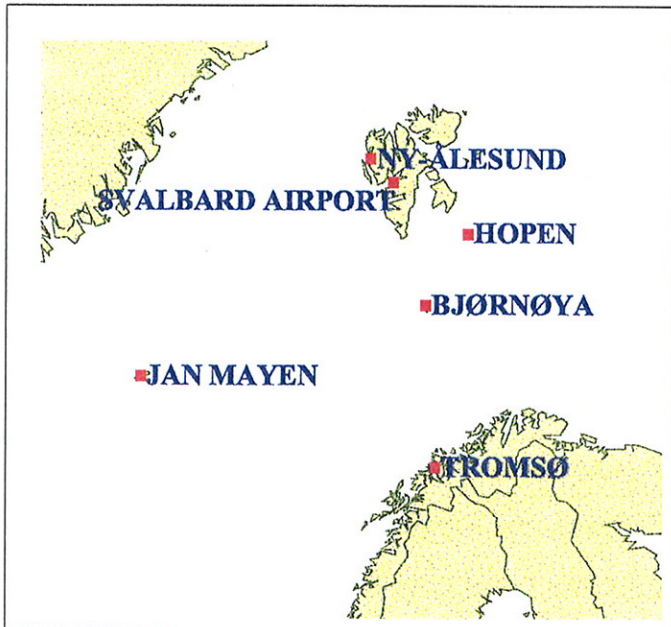 NY-ÅLESUND
SVALBARD AIRPORT
HOPEN
BJØRNØYA
JAN MAYEN
TROMSØ